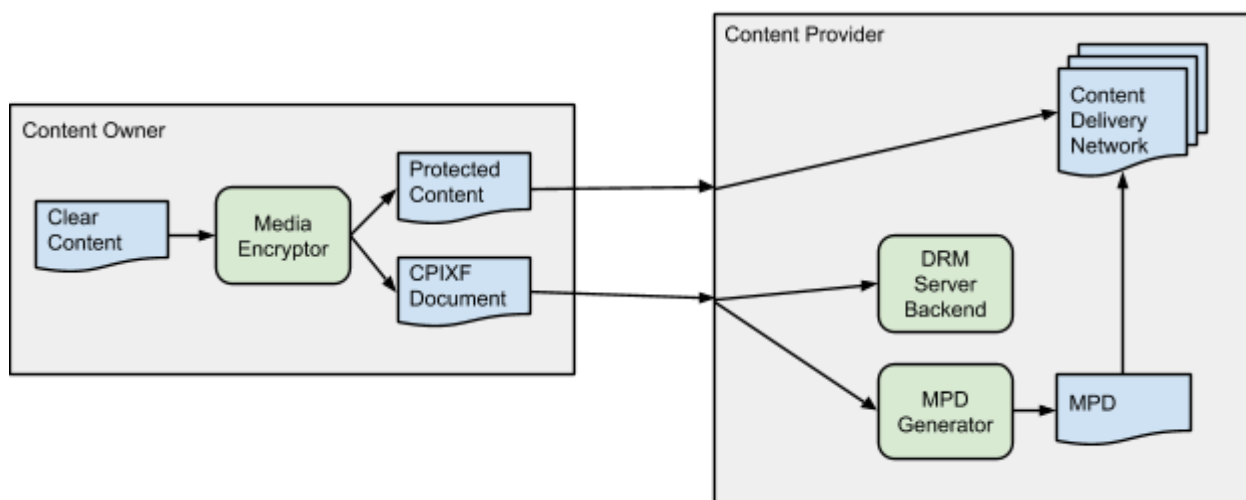 Content Owner
Clear
Content
Media
Encryptor
Protected
Content
CPIXF
Document
Content Provider
Content
Delivery
Network
DRM
Server
Backend
MPD
Generator
MPD